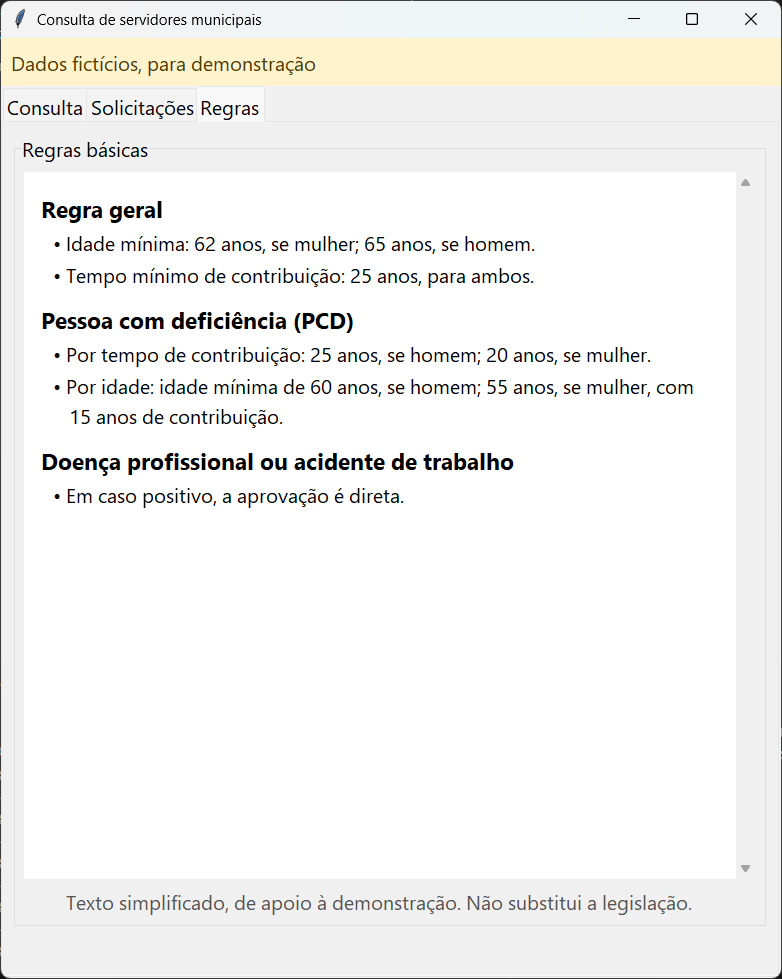 Consulta de servidores municipais
Dados fictícios, para demonstração
Consulta Solicitações Regras
Regras básicas
Regra geral
• Idade mínima: 62 anos, se mulher; 65 anos, se homem.
• Tempo mínimo de contribuição: 25 anos, para ambos.
Pessoa com deficiência (PCD)
• Por tempo de contribuição: 25 anos, se homem; 20 anos, se mulher.
• Por idade: idade mínima de 60 anos, se homem; 55 anos, se mulher, com
15 anos de contribuição.
Doença profissional ou acidente de trabalho
• Em caso positivo, a aprovação é direta.
Texto simplificado, de apoio à demonstração. Não substitui a legislação.